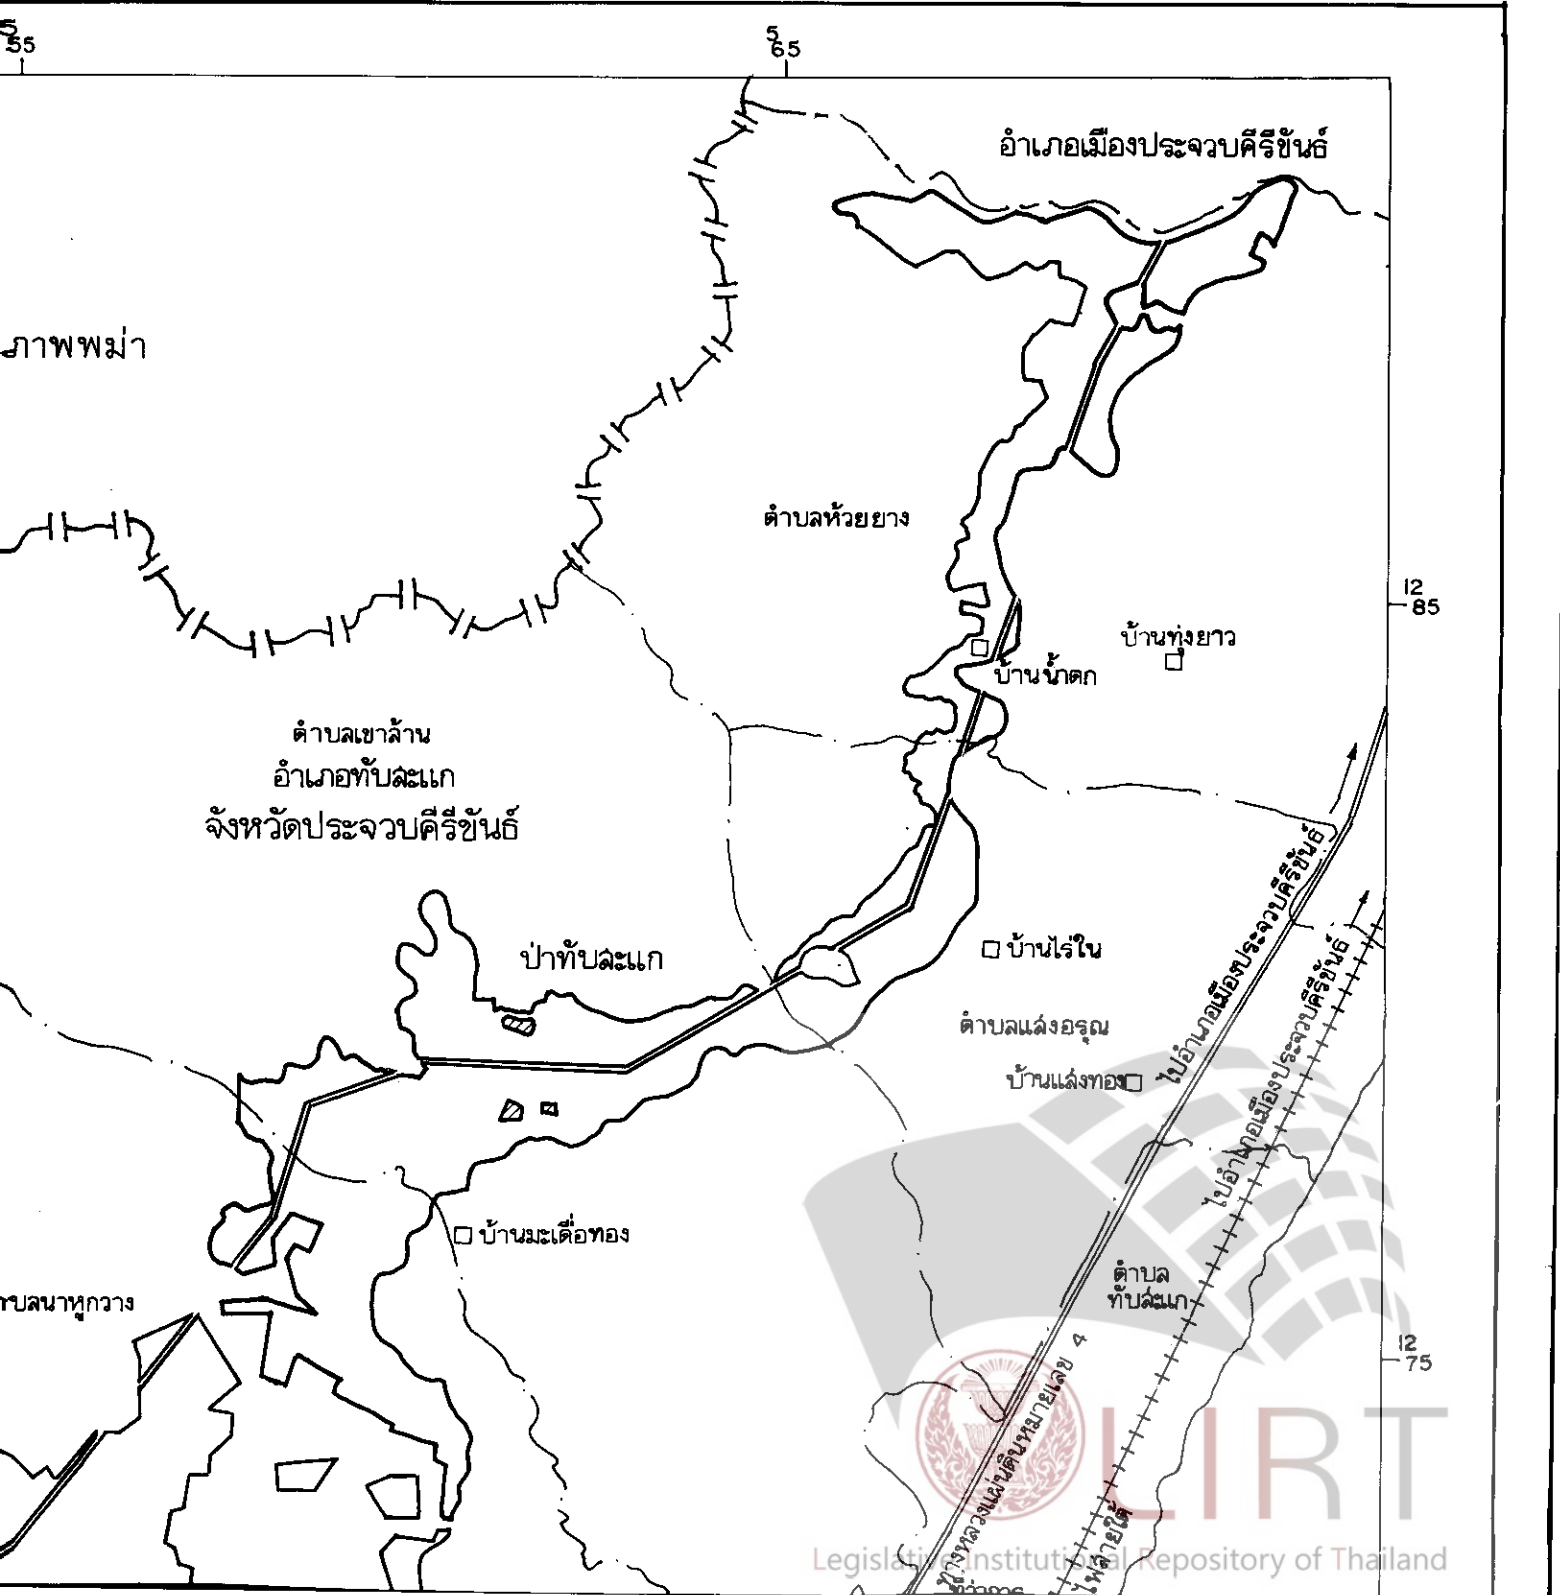 5
55
5
65
อำเภอเมืองประจวบคีรีขันธ์
ภาพพม่า
ตำบลห้วยยาง
12
85
บ้านทุ่งยาว
บ้านน้ำตก
ตำบลเขาล้าน
อำเภอทับสะแก
จังหวัดประจวบคีรีขันธ์
ป่าทับสะแก
บ้านไร่ใน
ไปอำเภอเมืองประจวบคีรีขันธ์
ไปอำเภอเมืองประจวบคีรีขันธ์
ตำบลแสงอรุณ
บ้านแสงทอง
บ้านมะเดื่อทอง
ตำบล
ทับสะแก
บลนาหูกวาง
12
75
ทางหลวงแผ่นดินหมายเลข 4
LIRT
Legislative Institutional Repository of Thailand